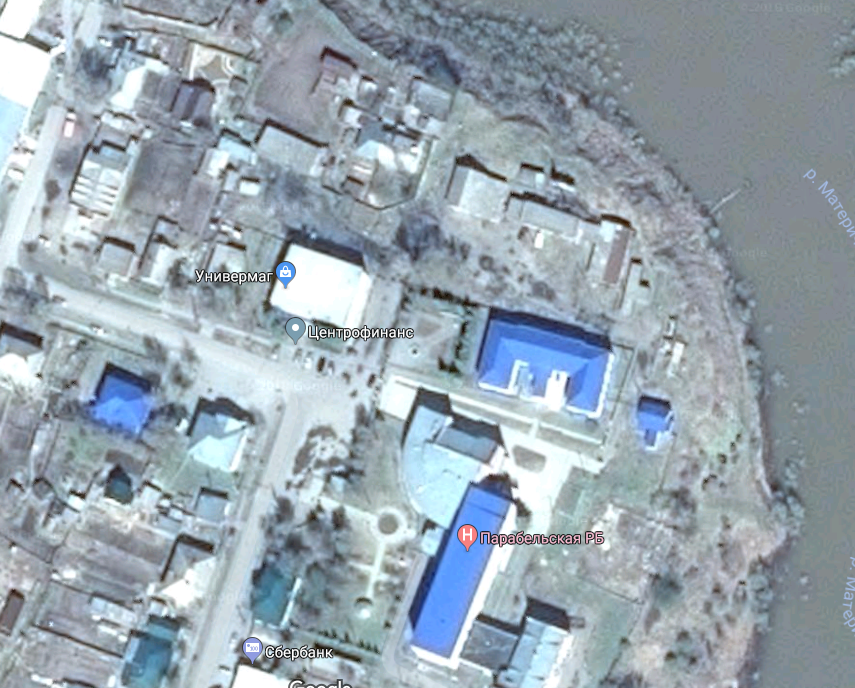 р. Матери
Универмаг
Центрофинанс
Парабельская РБ
H
Сбербанк
Google